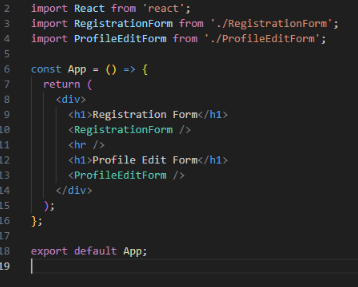 2 import React from 'react';
3 import RegistrationForm from './RegistrationForm';
4 import ProfileEditForm from './ProfileEditForm';
5
6 const App = () => {
7   return (
8     <div>
9       <h1>Registration Form</h1>
10       <RegistrationForm />
11       <hr />
12       <h1>Profile Edit Form</h1>
13       <ProfileEditForm />
14     </div>
15   );
16 };
17
18 export default App;
19